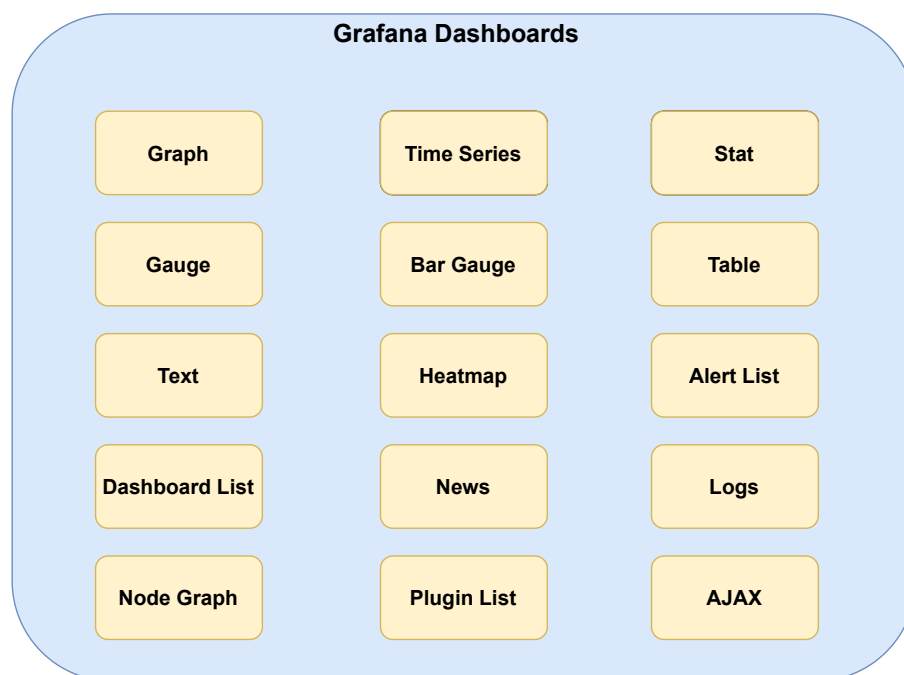 Grafana Dashboards
Graph
Time Series
Stat
Gauge
Bar Gauge
Table
Text
Heatmap
Alert List
Dashboard List
News
Logs
Node Graph
Plugin List
AJAX